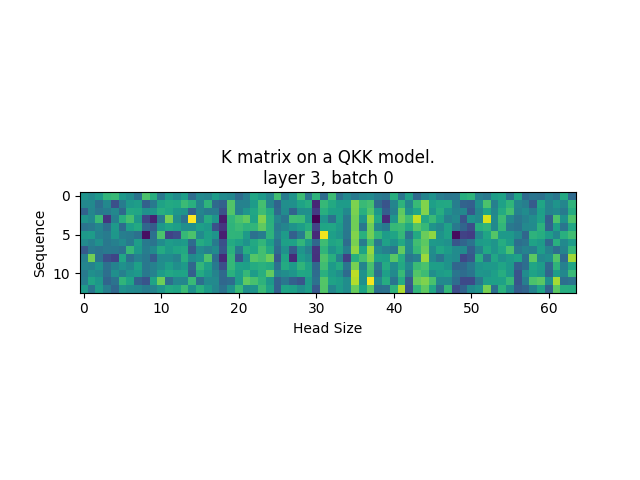 K matrix on a QKK model.
layer 3, batch 0
Sequence
0
5
10
0 10 20 30 40 50 60
Head Size